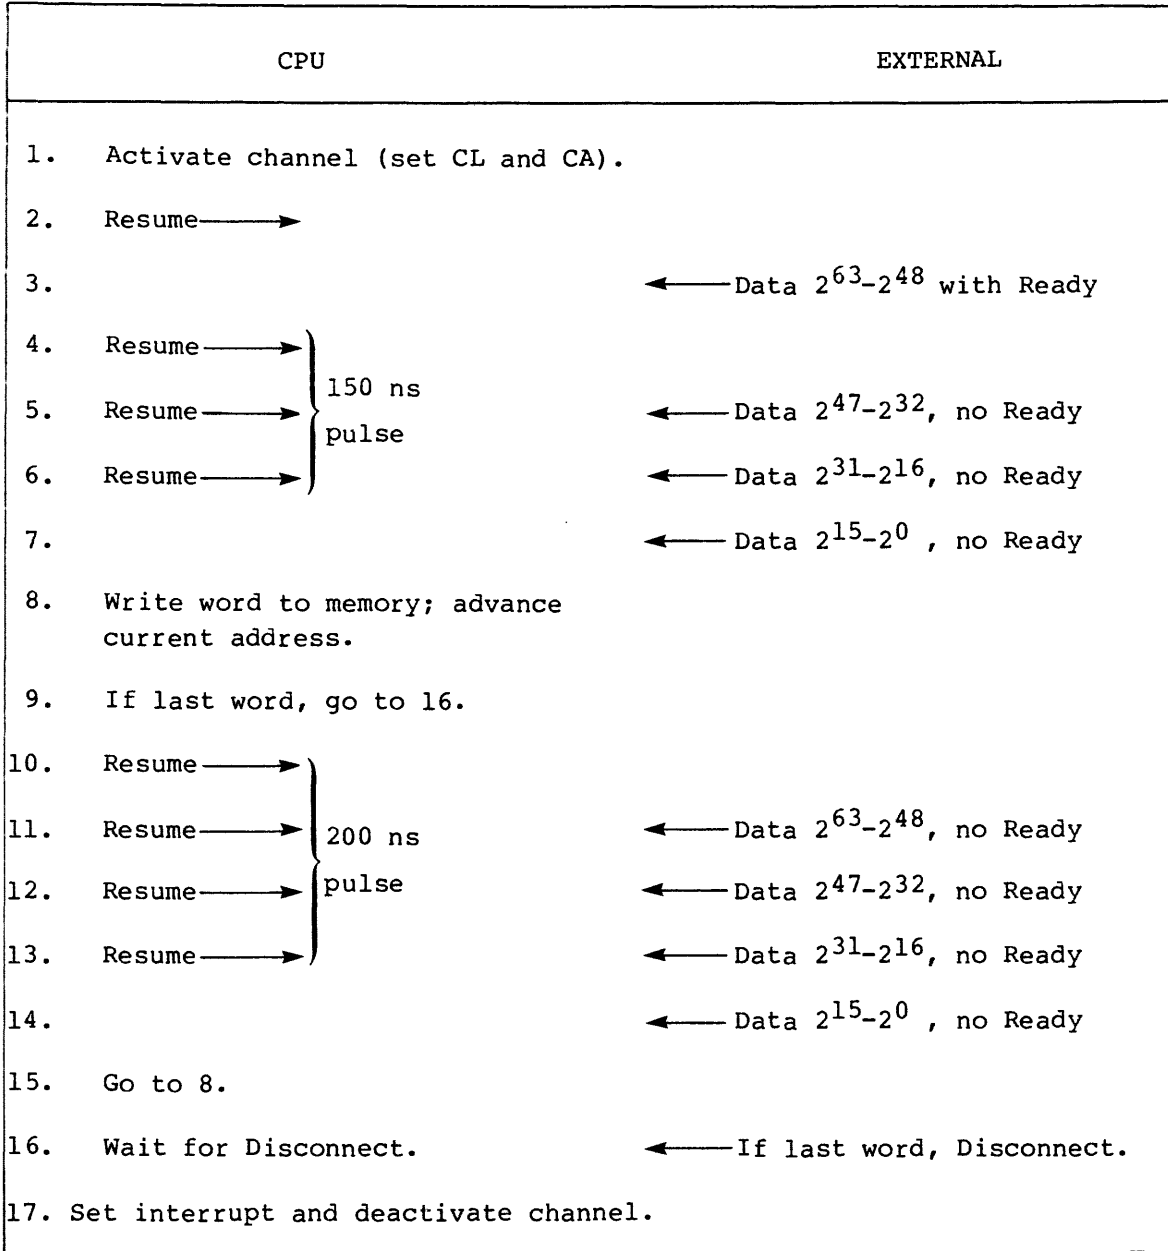 CPU EXTERNAL
1. Activate channel (set CL and CA).
2. Resume
3. Data 2^63-2^48 with Ready
4. Resume
150 ns
5. Resume Data 2^47-2^32, no Ready
pulse
6. Resume Data 2^31-2^16, no Ready
7. Data 2^15-2^0 , no Ready
8. Write word to memory; advance
current address.
9. If last word, go to 16.
10. Resume
11. Resume Data 2^63-2^48, no Ready
200 ns
12. Resume Data 2^47-2^32, no Ready
pulse
13. Resume Data 2^31-2^16, no Ready
14. Data 2^15-2^0 , no Ready
15. Go to 8.
16. Wait for Disconnect. If last word, Disconnect.
17. Set interrupt and deactivate channel.